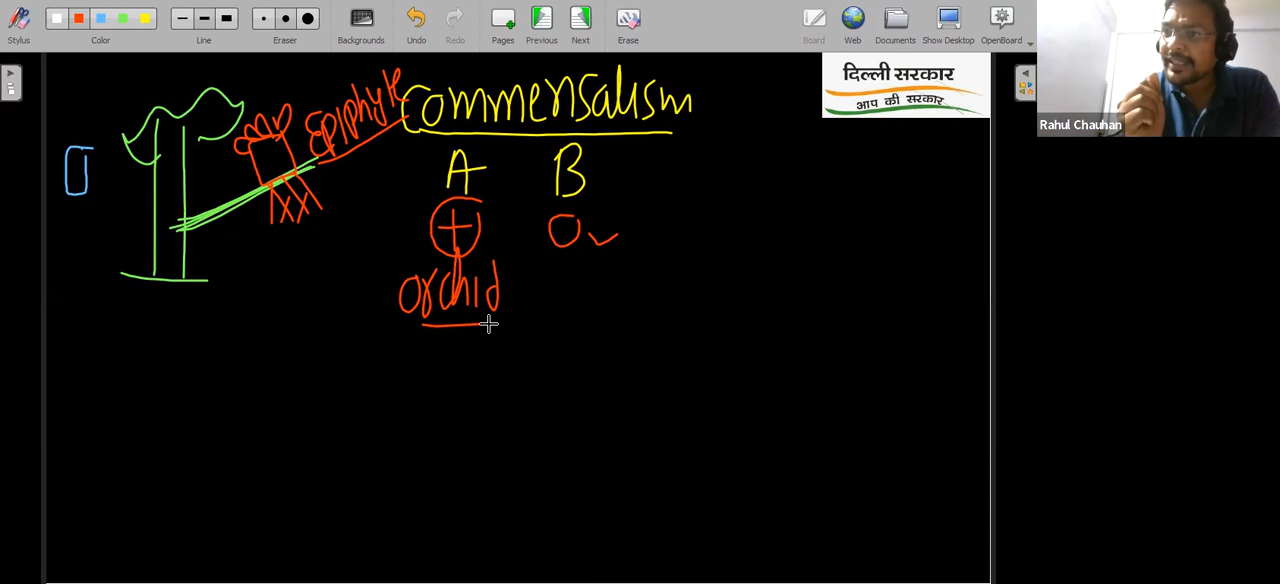 Stylus
Color
Line
Eraser
Backgrounds
Undo
Redo
Pages
Previous
Next
Erase
Board
Web
Documents
Show Desktop
OpenBoard
Rahul Chauhan
दिल्ली सरकार
आप की सरकार
Epiphyte
Commensalism
A B
+ 0
orchid